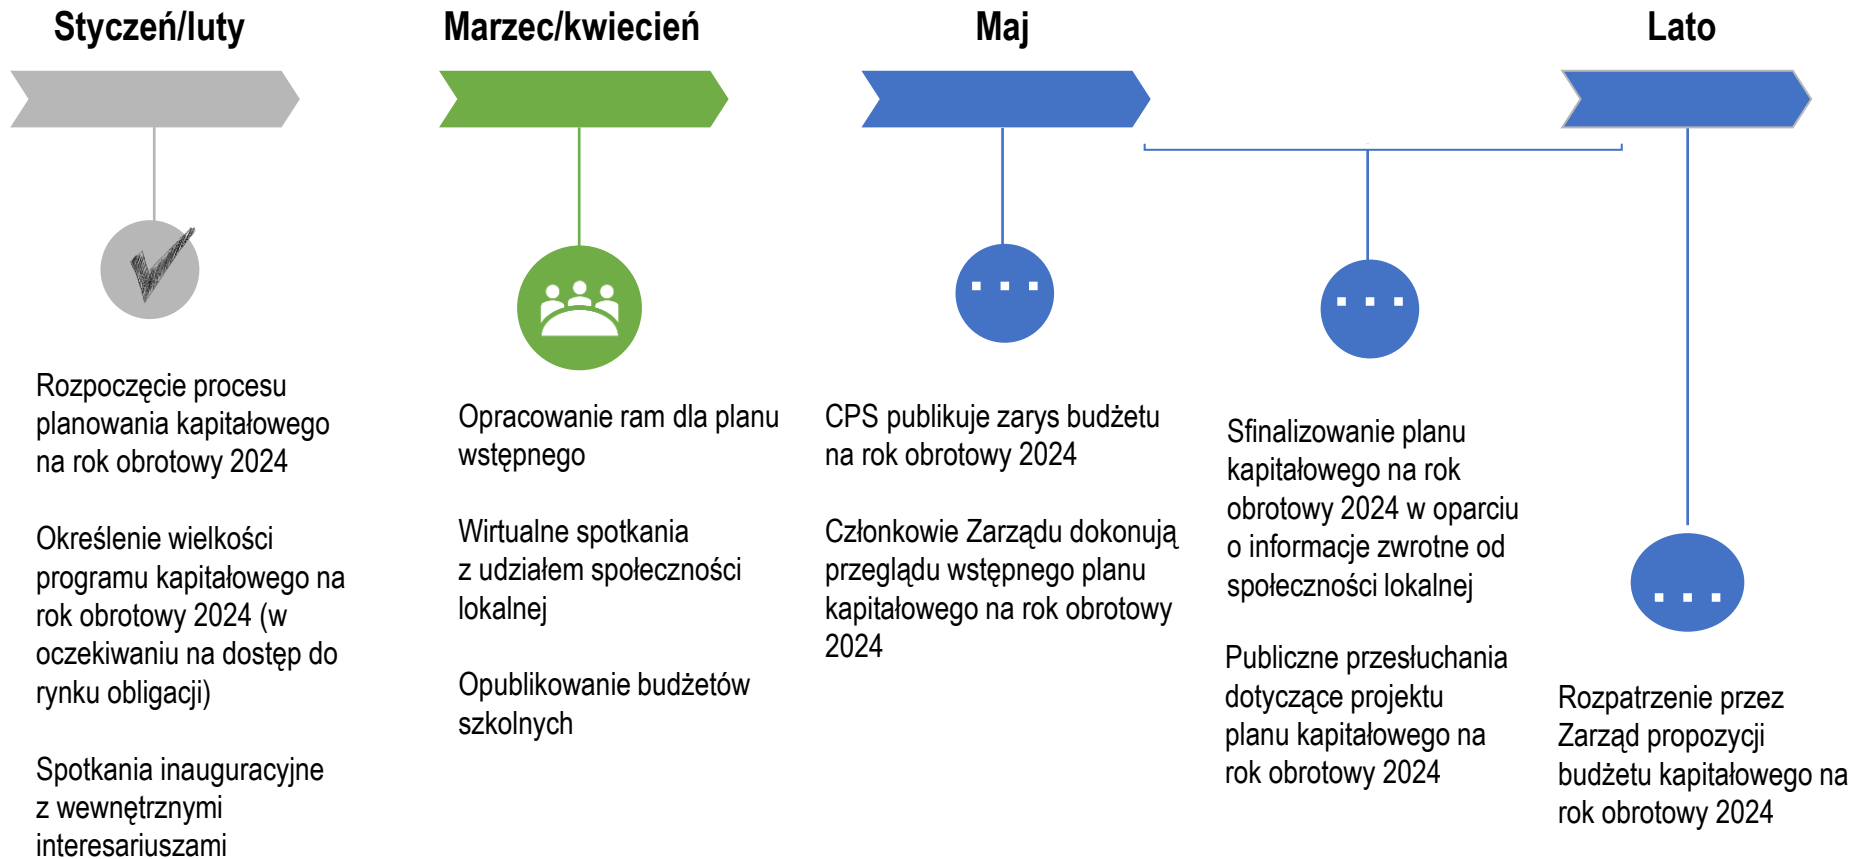 Styczeń/luty
Marzec/kwiecień
Maj
Lato
Rozpoczęcie procesu
planowania kapitałowego
na rok obrotowy 2024
Określenie wielkości
programu kapitałowego na
rok obrotowy 2024 (w
oczekiwaniu na dostęp do
rynku obligacji)
Spotkania inauguracyjne
z wewnętrznymi
interesariuszami
Opracowanie ram dla planu
wstępnego
Wirtualne spotkania
z udziałem społeczności
lokalnej
Opublikowanie budżetów
szkolnych
CPS publikuje zarys budżetu
na rok obrotowy 2024
Członkowie Zarządu dokonują
przeglądu wstępnego planu
kapitałowego na rok obrotowy
2024
Sfinalizowanie planu
kapitałowego na rok
obrotowy 2024 w oparciu
o informacje zwrotne od
społeczności lokalnej
Publiczne przesłuchania
dotyczące projektu
planu kapitałowego na
rok obrotowy 2024
Rozpatrzenie przez
Zarząd propozycji
budżetu kapitałowego na
rok obrotowy 2024